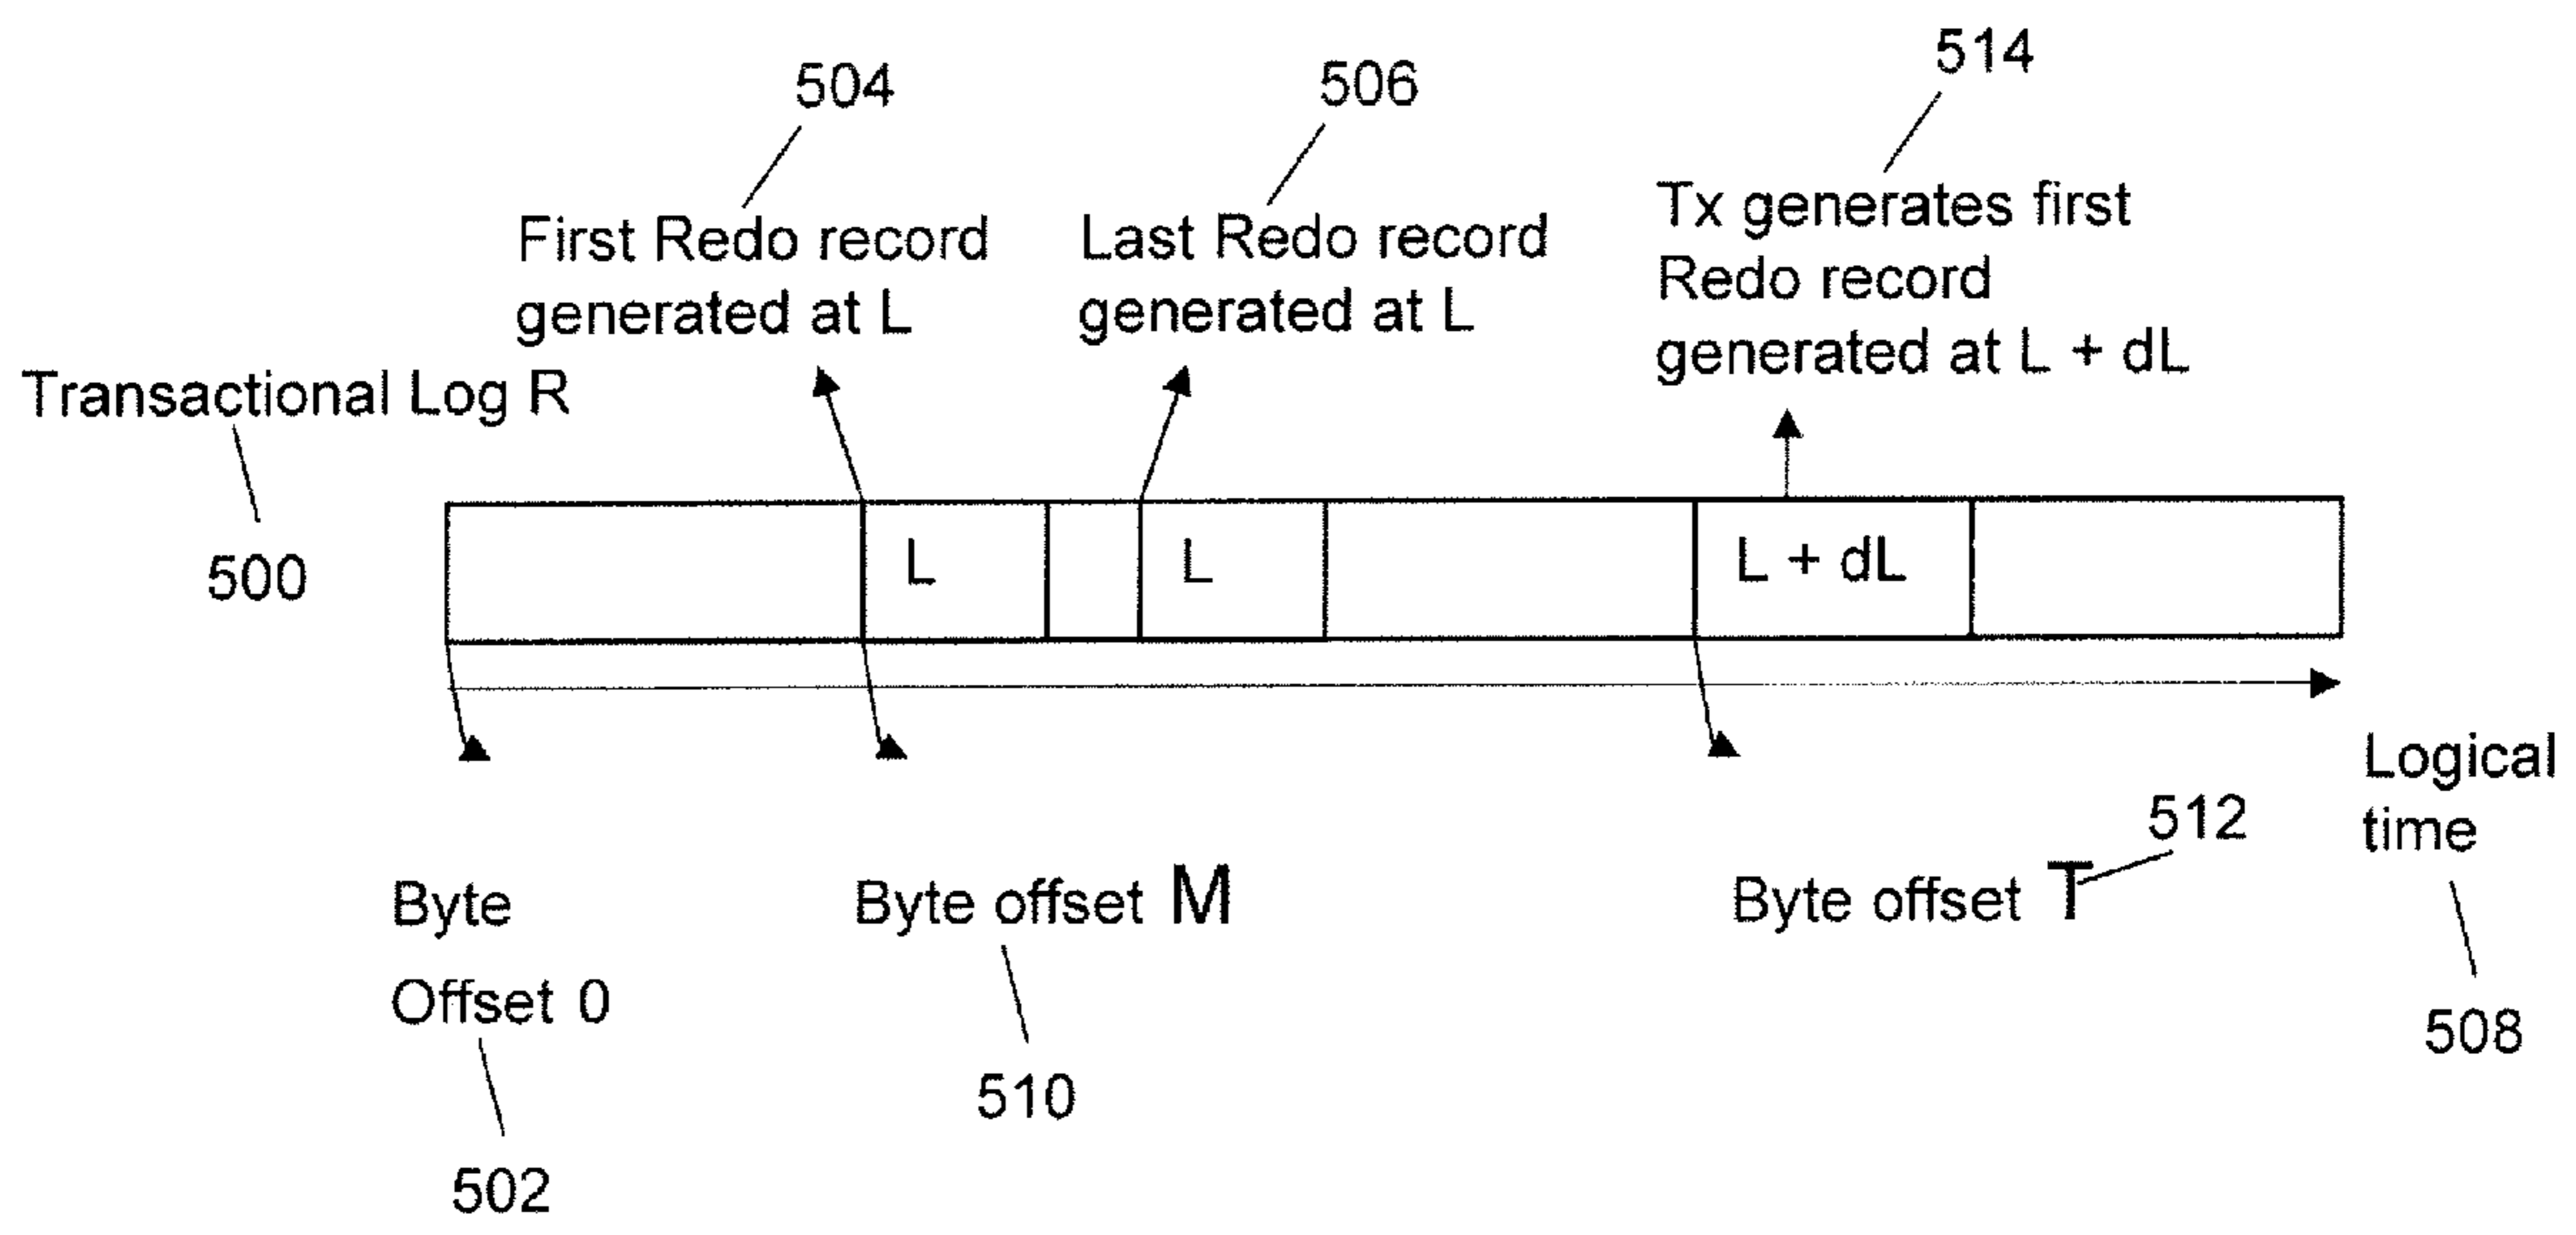 514
504
506
Tx generates first
Redo record
generated at L + dL
First Redo record
generated at L
Last Redo record
generated at L
Transactional Log R
500
L
L
L + dL
Logical
time
512
Byte
Offset 0
Byte offset M
Byte offset T
508
510
502